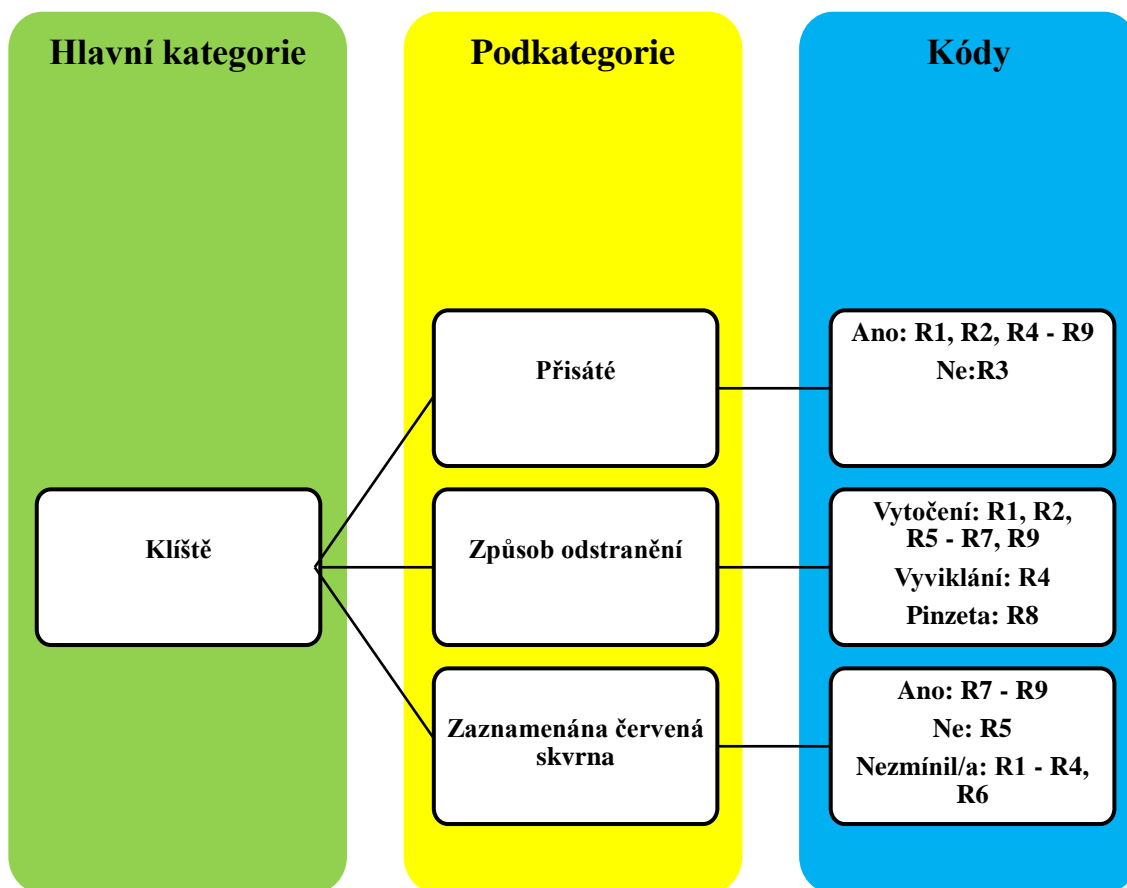 Hlavní kategorie
Podkategorie
Kódy
Klíště
Přisáté
Ano: R1, R2, R4 - R9
Ne:R3
Způsob odstranění
Vytočení: R1, R2,
R5 - R7, R9
Vyviklání: R4
Pinzeta: R8
Zaznamenána červená
skvrna
Ano: R7 - R9
Ne: R5
Nezmínil/a: R1 - R4,
R6